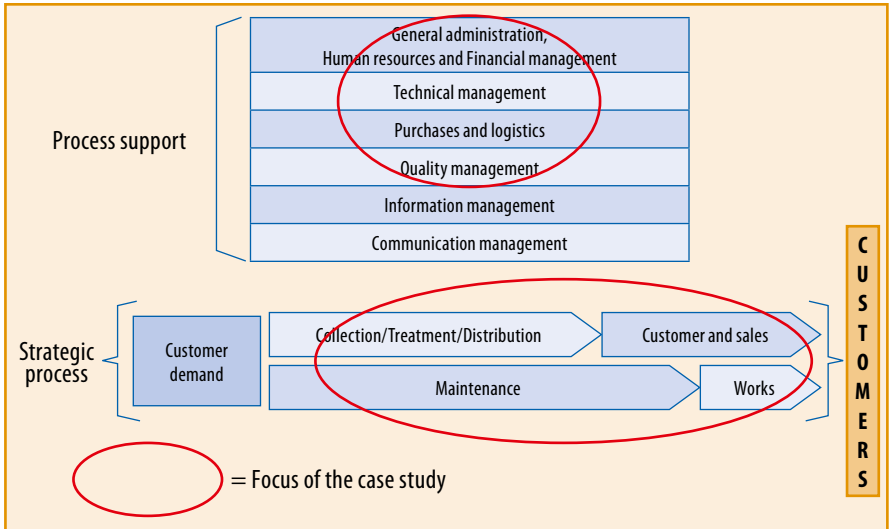 General administration,
Human resources and Financial management
Technical management
Process support
Purchases and logistics
Quality management
Information management
Communication management
Strategic
process
Customer
demand
Collection/Treatment/Distribution
Customer and sales
Maintenance
Works
CUSTOMERS
= Focus of the case study